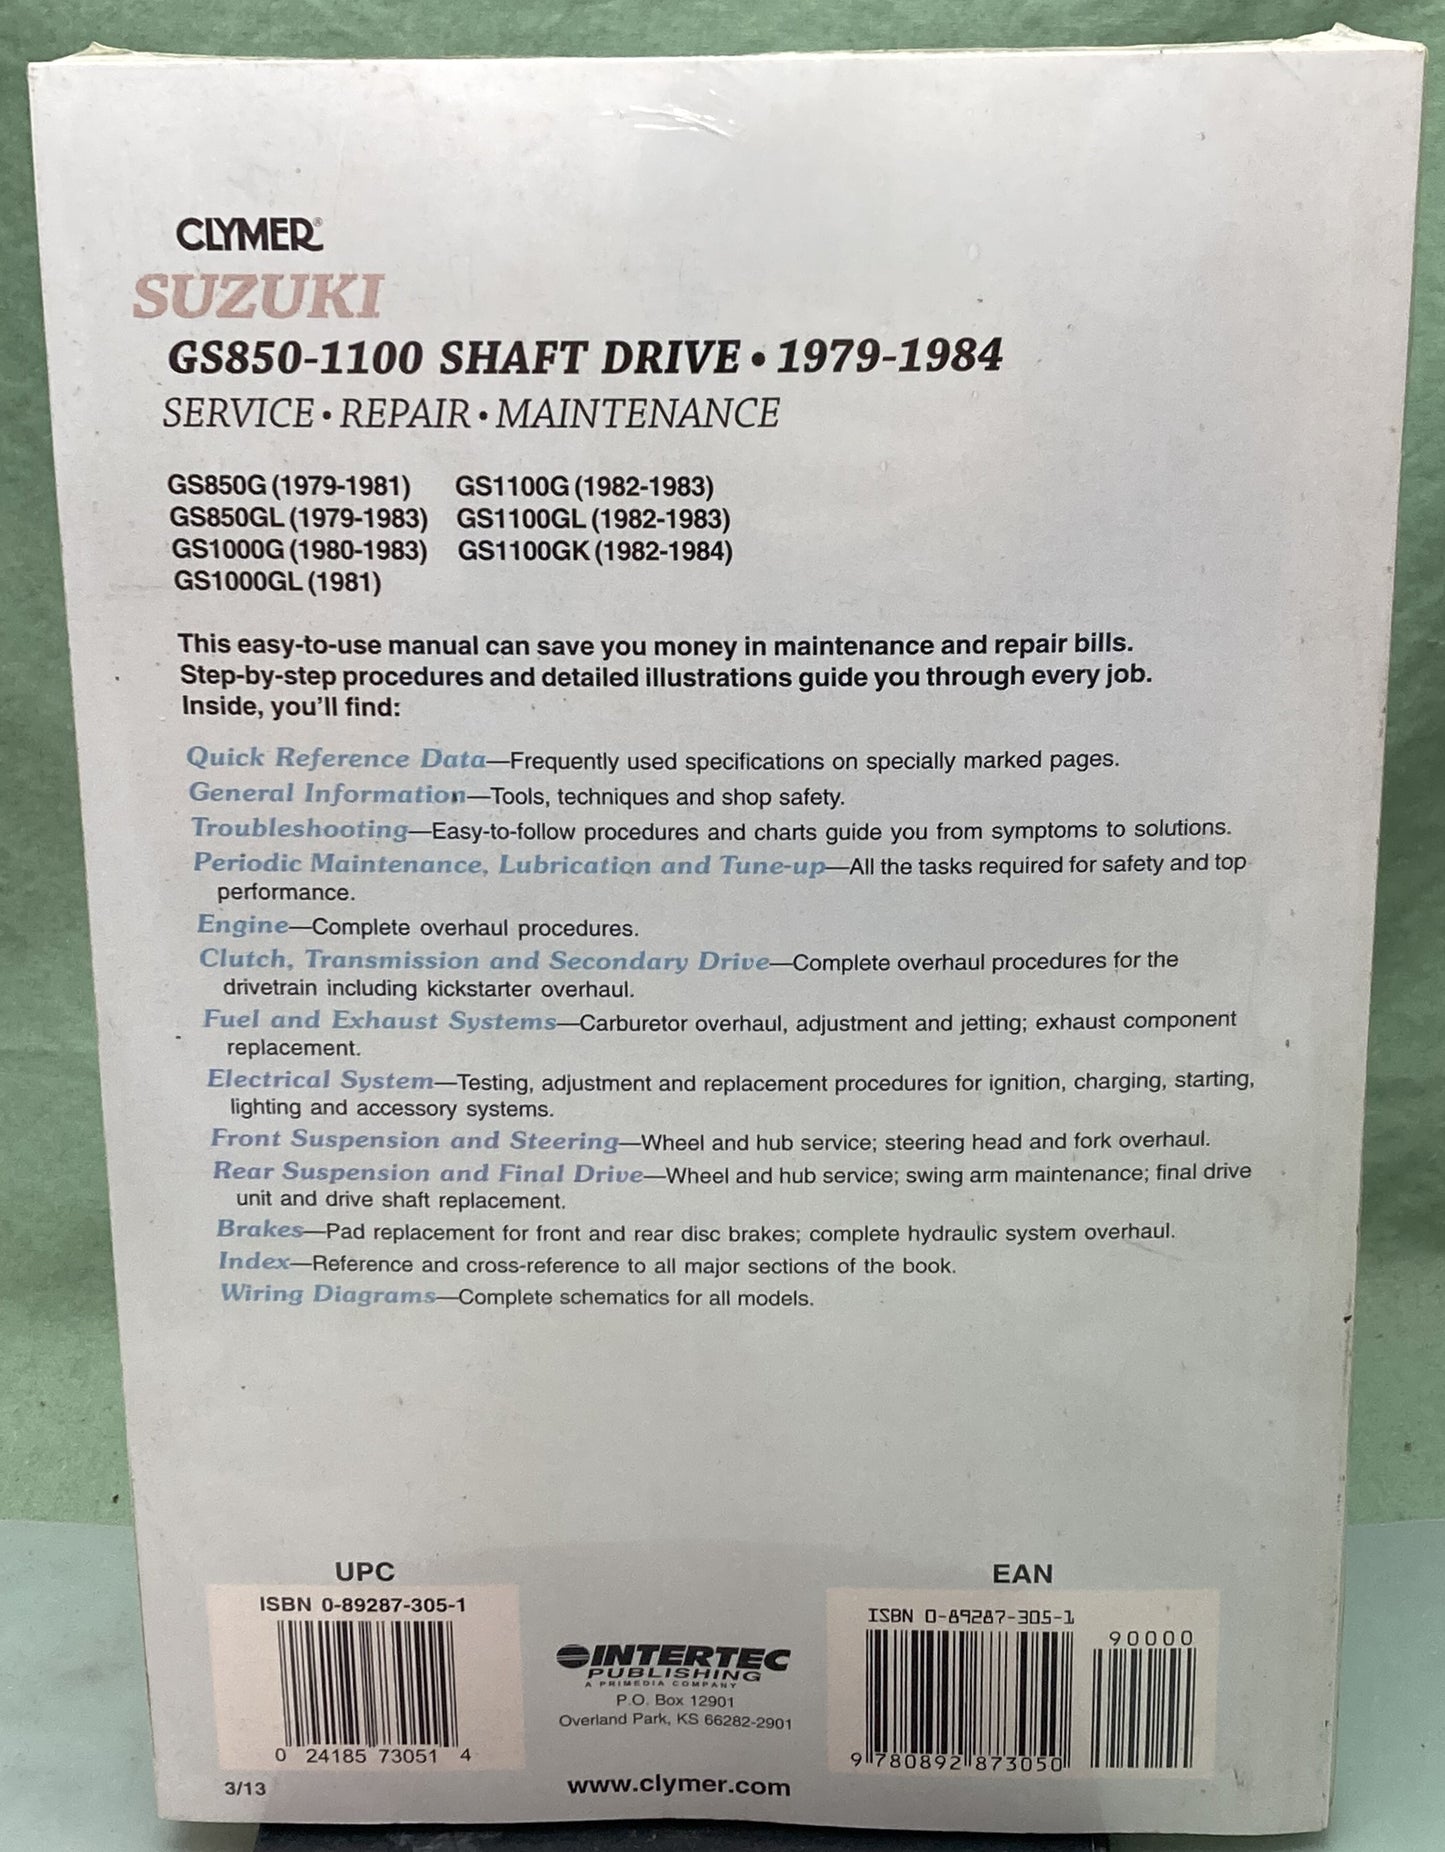 CLYMER®
SUZUKI
GS850-1100 SHAFT DRIVE • 1979-1984
SERVICE • REPAIR • MAINTENANCE
GS850G (1979-1981) GS1100G (1982-1983)
GS850GL (1979-1983) GS1100GL (1982-1983)
GS1000G (1980-1983) GS1100GK (1982-1984)
GS1000GL (1981)
This easy-to-use manual can save you money in maintenance and repair bills.
Step-by-step procedures and detailed illustrations guide you through every job.
Inside, you'll find:
Quick Reference Data—Frequently used specifications on specially marked pages.
General Information—Tools, techniques and shop safety.
Troubleshooting—Easy-to-follow procedures and charts guide you from symptoms to solutions.
Periodic Maintenance, Lubrication and Tune-up—All the tasks required for safety and top
performance.
Engine—Complete overhaul procedures.
Clutch, Transmission and Secondary Drive—Complete overhaul procedures for the
drivetrain including kickstarter overhaul.
Fuel and Exhaust Systems—Carburetor overhaul, adjustment and jetting; exhaust component
replacement.
Electrical System—Testing, adjustment and replacement procedures for ignition, charging, starting,
lighting and accessory systems.
Front Suspension and Steering—Wheel and hub service; steering head and fork overhaul.
Rear Suspension and Final Drive—Wheel and hub service; swing arm maintenance; final drive
unit and drive shaft replacement.
Brakes—Pad replacement for front and rear disc brakes; complete hydraulic system overhaul.
Index—Reference and cross-reference to all major sections of the book.
Wiring Diagrams—Complete schematics for all models.
UPC
ISBN 0-89287-305-1
0 24185 73051 4
3/13
INTERTEC
PUBLISHING
A PRIMEDIA COMPANY
P.O. Box 12901
Overland Park, KS 66282-2901
www.clymer.com
EAN
ISBN 0-89287-305-1
90000
9 780892 873050